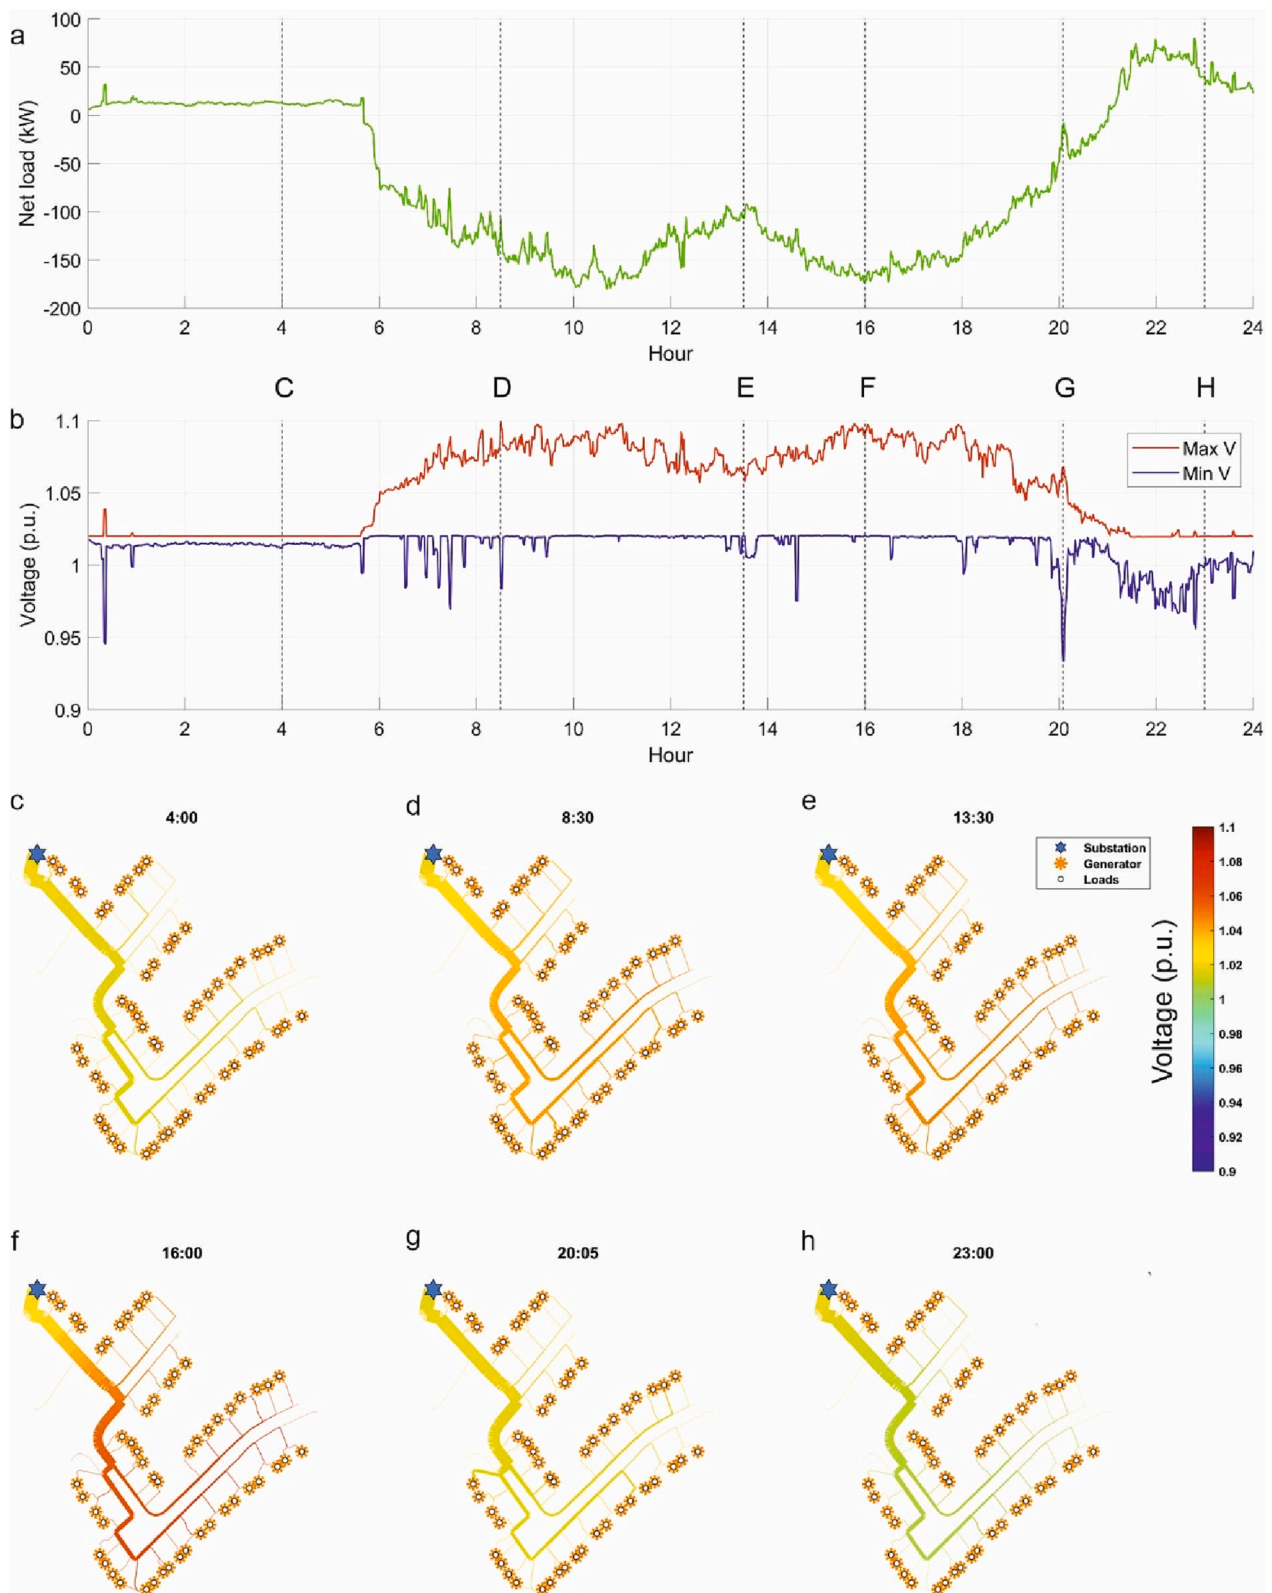 a
100
50
0
-50
-100
-150
-200
Net load (kW)
0 2 4 6 8 10 12 14 16 18 20 22 24
Hour
C D E F G H
b
1.1
1.05
1
0.95
0.9
Voltage (p.u.)
Max V
Min V
0 2 4 6 8 10 12 14 16 18 20 22 24
Hour
c
4:00
d
8:30
e
13:30
Substation
Generator
Loads
Voltage (p.u.)
1.1
1.08
1.06
1.04
1.02
1
0.98
0.96
0.94
0.92
0.9
f
16:00
g
20:05
h
23:00